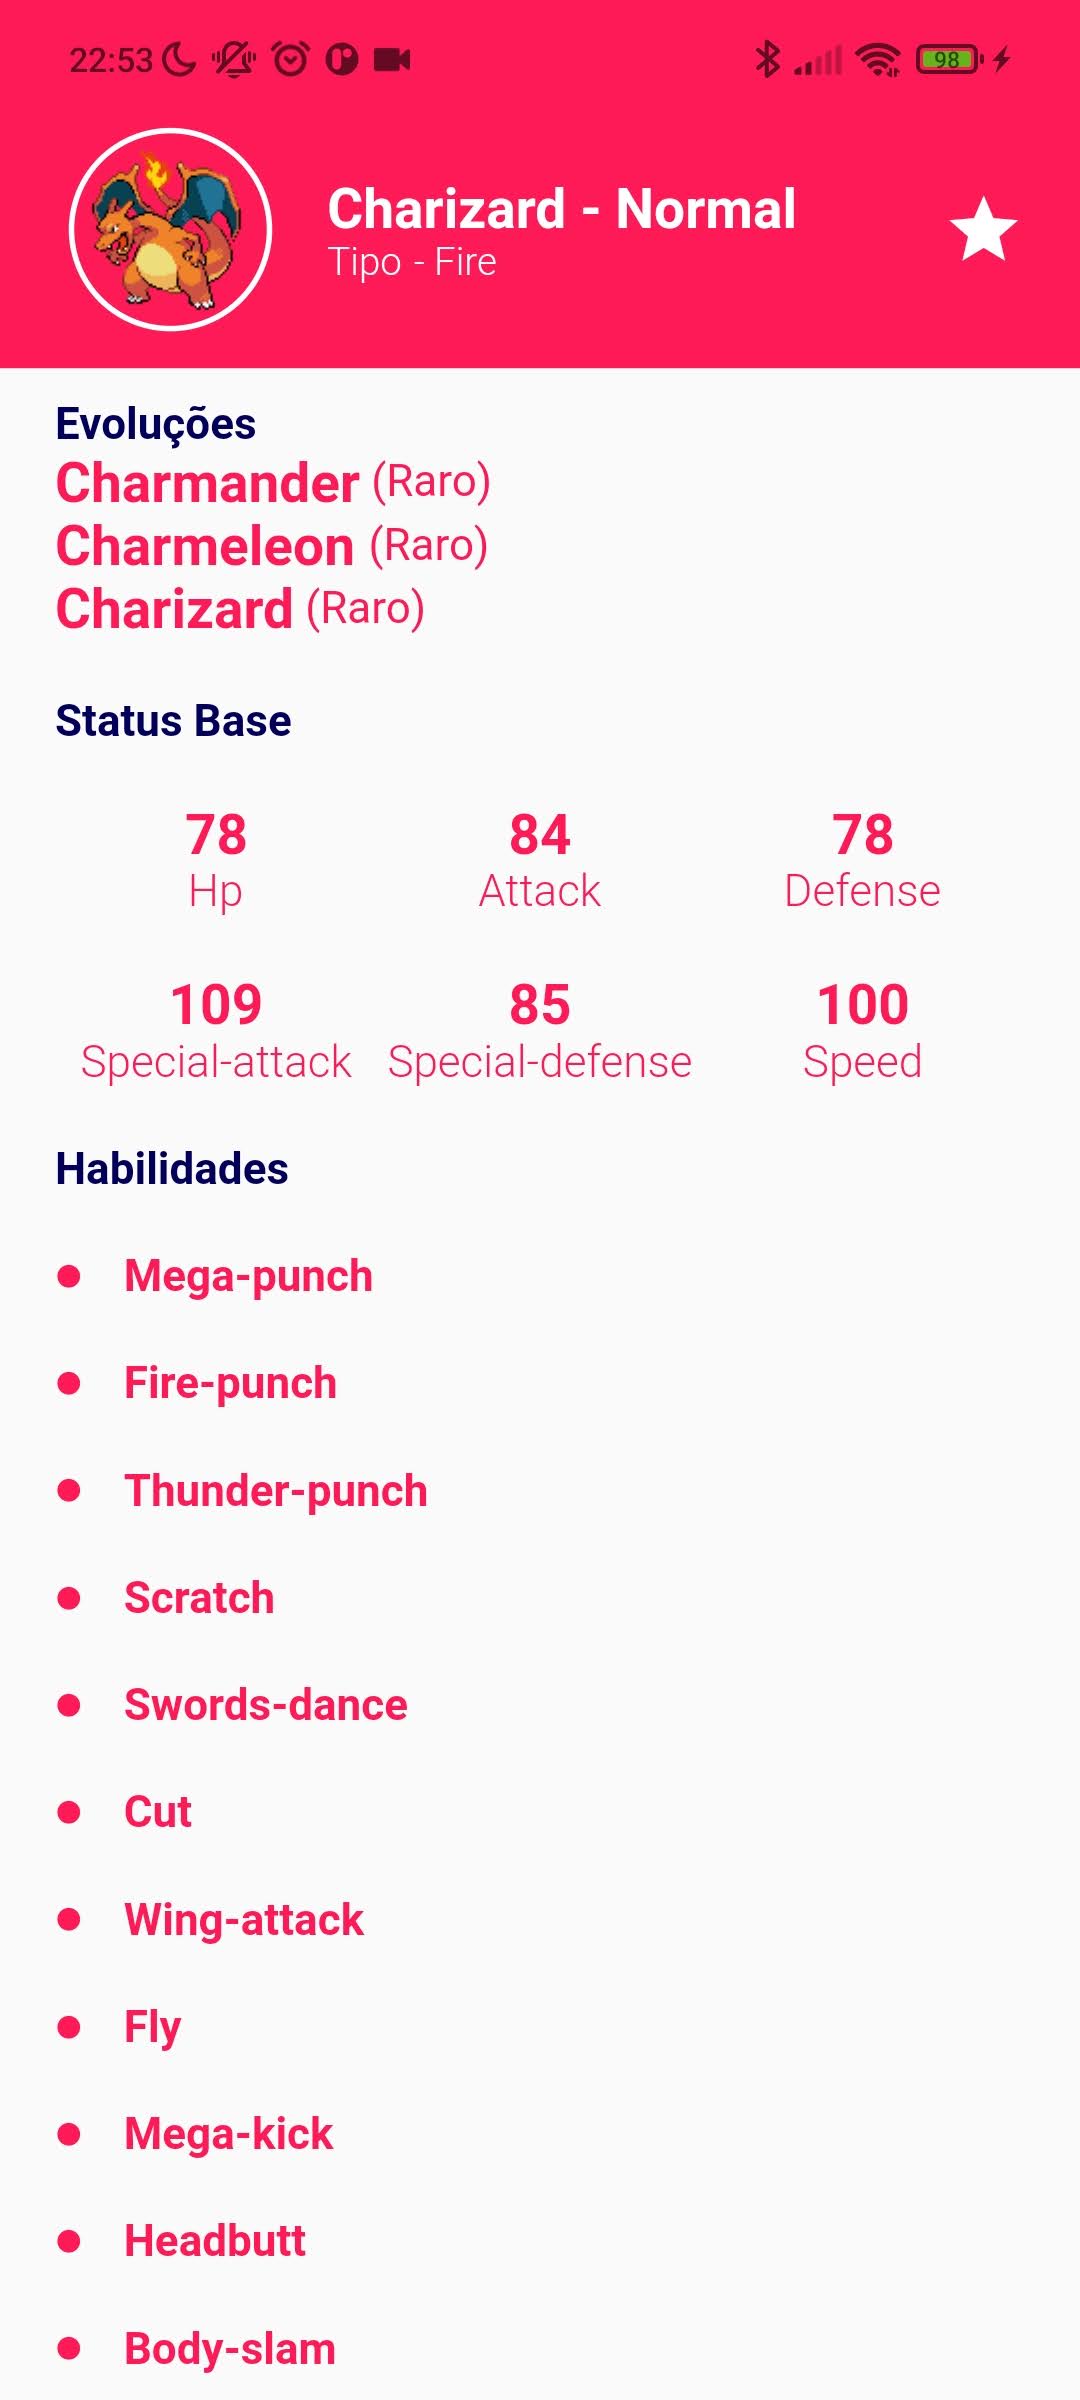 22:53
98
Charizard - Normal
Tipo - Fire
Evoluções
Charmander (Raro)
Charmeleon (Raro)
Charizard (Raro)
Status Base
78 84 78
Hp Attack Defense
109 85 100
Special-attack Special-defense Speed
Habilidades
Mega-punch
Fire-punch
Thunder-punch
Scratch
Swords-dance
Cut
Wing-attack
Fly
Mega-kick
Headbutt
Body-slam